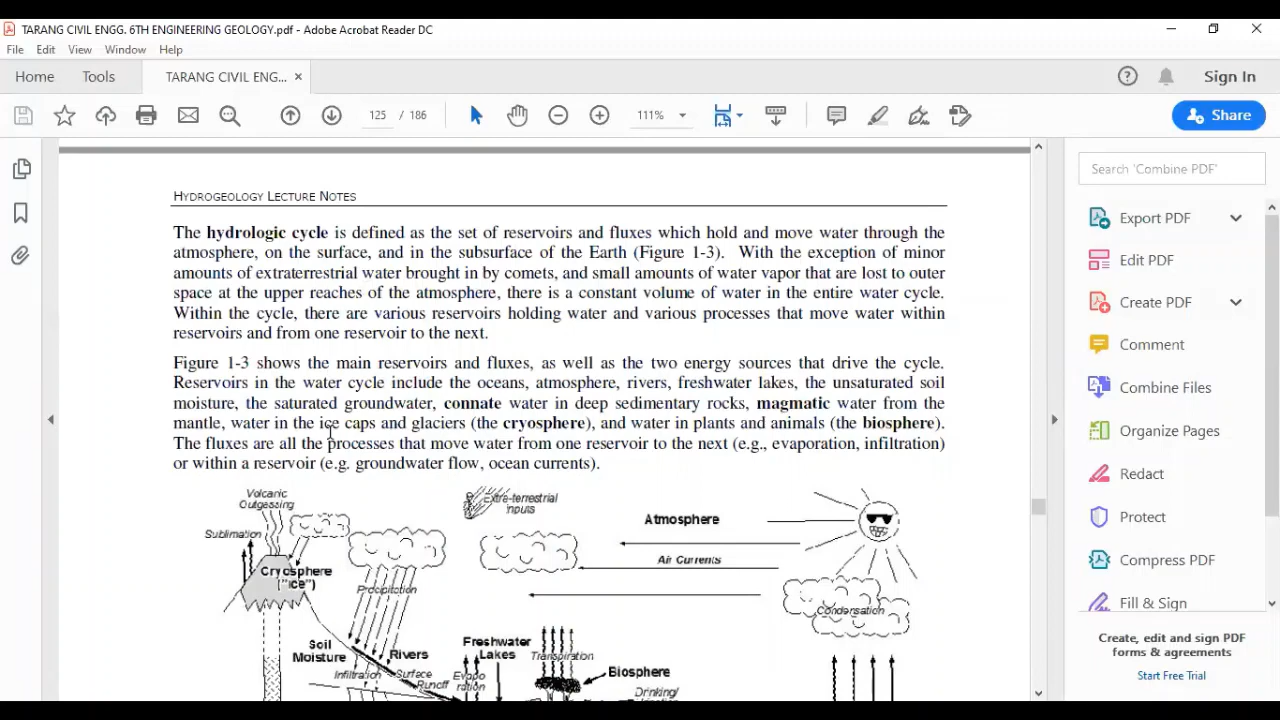 TARANG CIVIL ENGG. 6TH ENGINEERING GEOLOGY.pdf - Adobe Acrobat Reader DC
File Edit View Window Help
Home Tools TARANG CIVIL ENG... × Sign In
125 / 186 111% Share
Search 'Combine PDF'
Export PDF
Edit PDF
Create PDF
Comment
Combine Files
Organize Pages
Redact
Protect
Compress PDF
Fill & Sign
Create, edit and sign PDF
forms & agreements
Start Free Trial
HYDROGEOLOGY LECTURE NOTES
The hydrologic cycle is defined as the set of reservoirs and fluxes which hold and move water through the
atmosphere, on the surface, and in the subsurface of the Earth (Figure 1-3). With the exception of minor
amounts of extraterrestrial water brought in by comets, and small amounts of water vapor that are lost to outer
space at the upper reaches of the atmosphere, there is a constant volume of water in the entire water cycle.
Within the cycle, there are various reservoirs holding water and various processes that move water within
reservoirs and from one reservoir to the next.
Figure 1-3 shows the main reservoirs and fluxes, as well as the two energy sources that drive the cycle.
Reservoirs in the water cycle include the oceans, atmosphere, rivers, freshwater lakes, the unsaturated soil
moisture, the saturated groundwater, connate water in deep sedimentary rocks, magmatic water from the
mantle, water in the ice caps and glaciers (the cryosphere), and water in plants and animals (the biosphere).
The fluxes are all the processes that move water from one reservoir to the next (e.g., evaporation, infiltration)
or within a reservoir (e.g. groundwater flow, ocean currents).
Volcanic
Outgassing
Sublimation
Cryosphere
("ice")
Precipitation
Extre-terrestrial
inputs
Atmosphere
Air Currents
Condensation
Soil
Moisture
Rivers
Infiltration
Surface
Runoff
Freshwater
Lakes
Evapo
ration
Transpiration
Biosphere
Drinking/